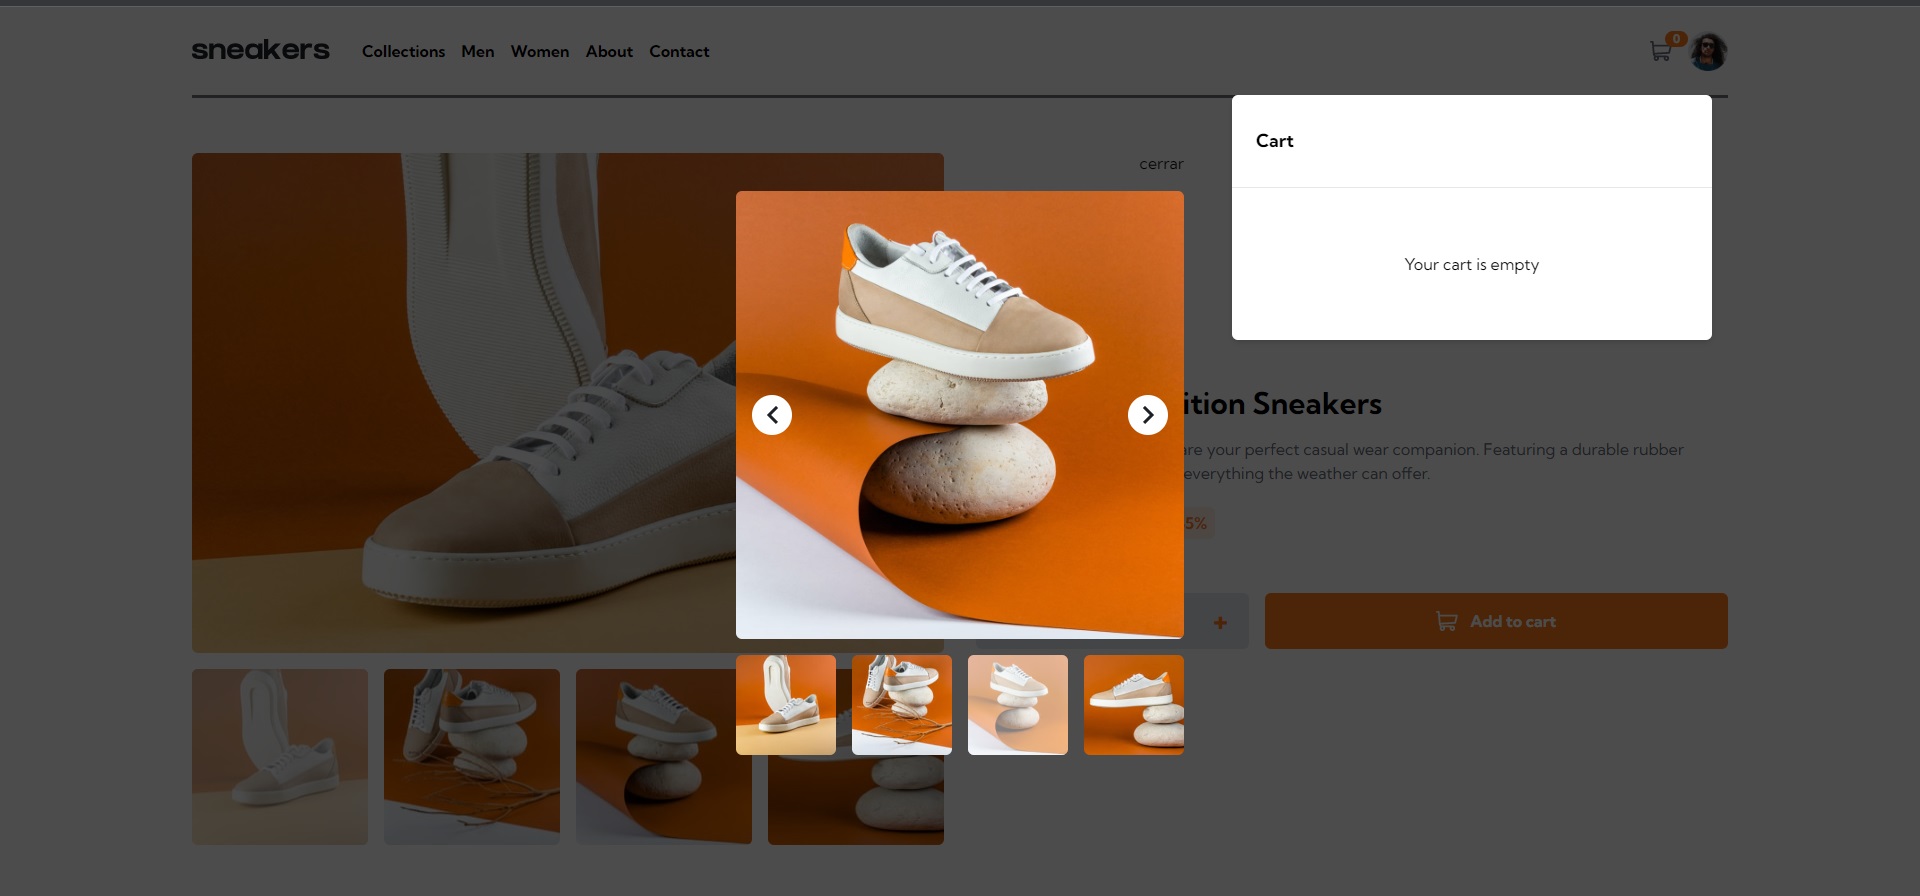 sneakers
Collections Men Women About Contact
0
Cart
cerrar
Your cart is empty
ition Sneakers
are your perfect casual wear companion. Featuring a durable rubber
everything the weather can offer.
5%
+
Add to cart